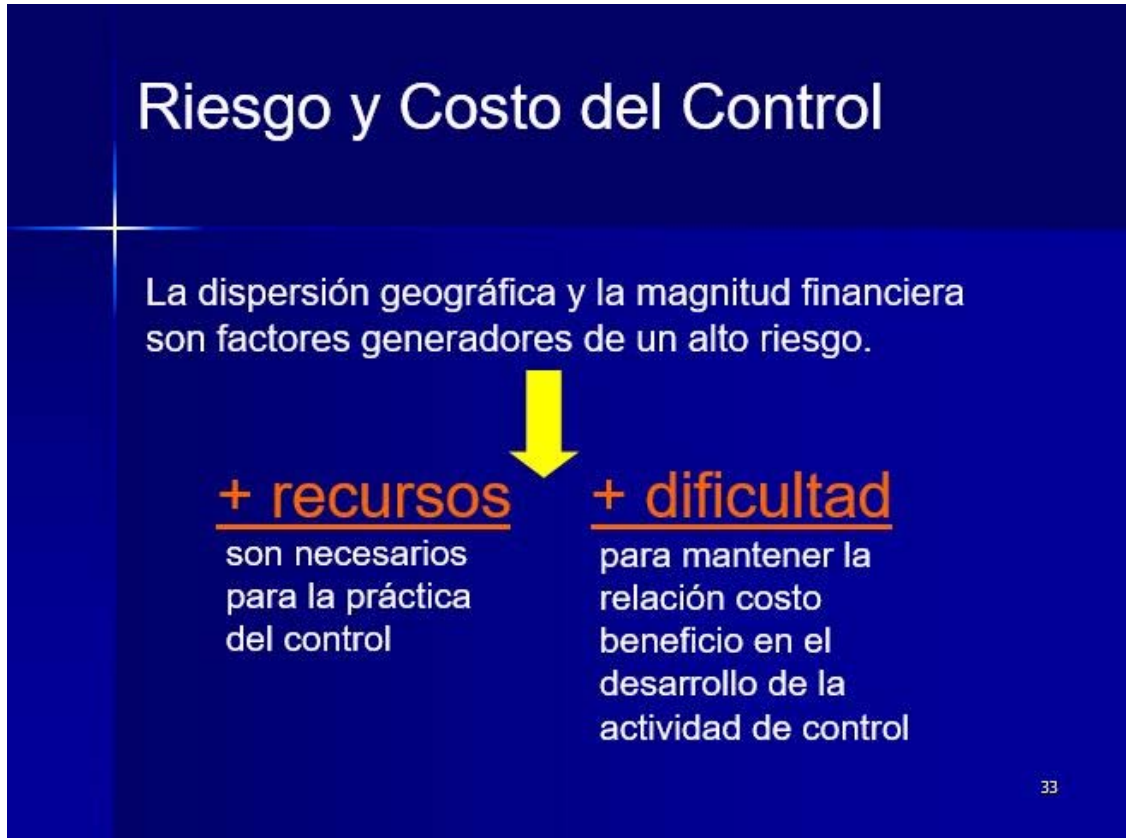 Riesgo y Costo del Control
La dispersión geográfica y la magnitud financiera
son factores generadores de un alto riesgo.
+ recursos
son necesarios
para la práctica
del control
+ dificultad
para mantener la
relación costo
beneficio en el
desarrollo de la
actividad de control
33